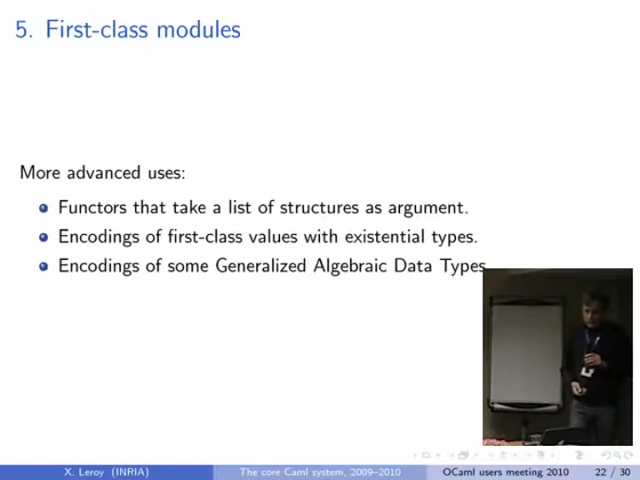 5. First-class modules
More advanced uses:
Functors that take a list of structures as argument.
Encodings of first-class values with existential types.
Encodings of some Generalized Algebraic Data Types
X. Leroy (INRIA) The core Caml system, 2009–2010 OCaml users meeting 2010 22 / 30